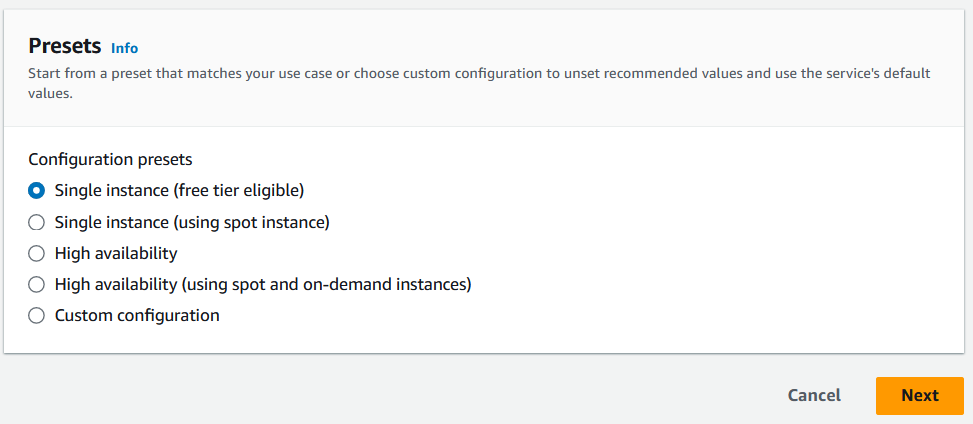 Presets Info
Start from a preset that matches your use case or choose custom configuration to unset recommended values and use the service's default
values.
Configuration presets
Single instance (free tier eligible)
Single instance (using spot instance)
High availability
High availability (using spot and on-demand instances)
Custom configuration
Cancel Next